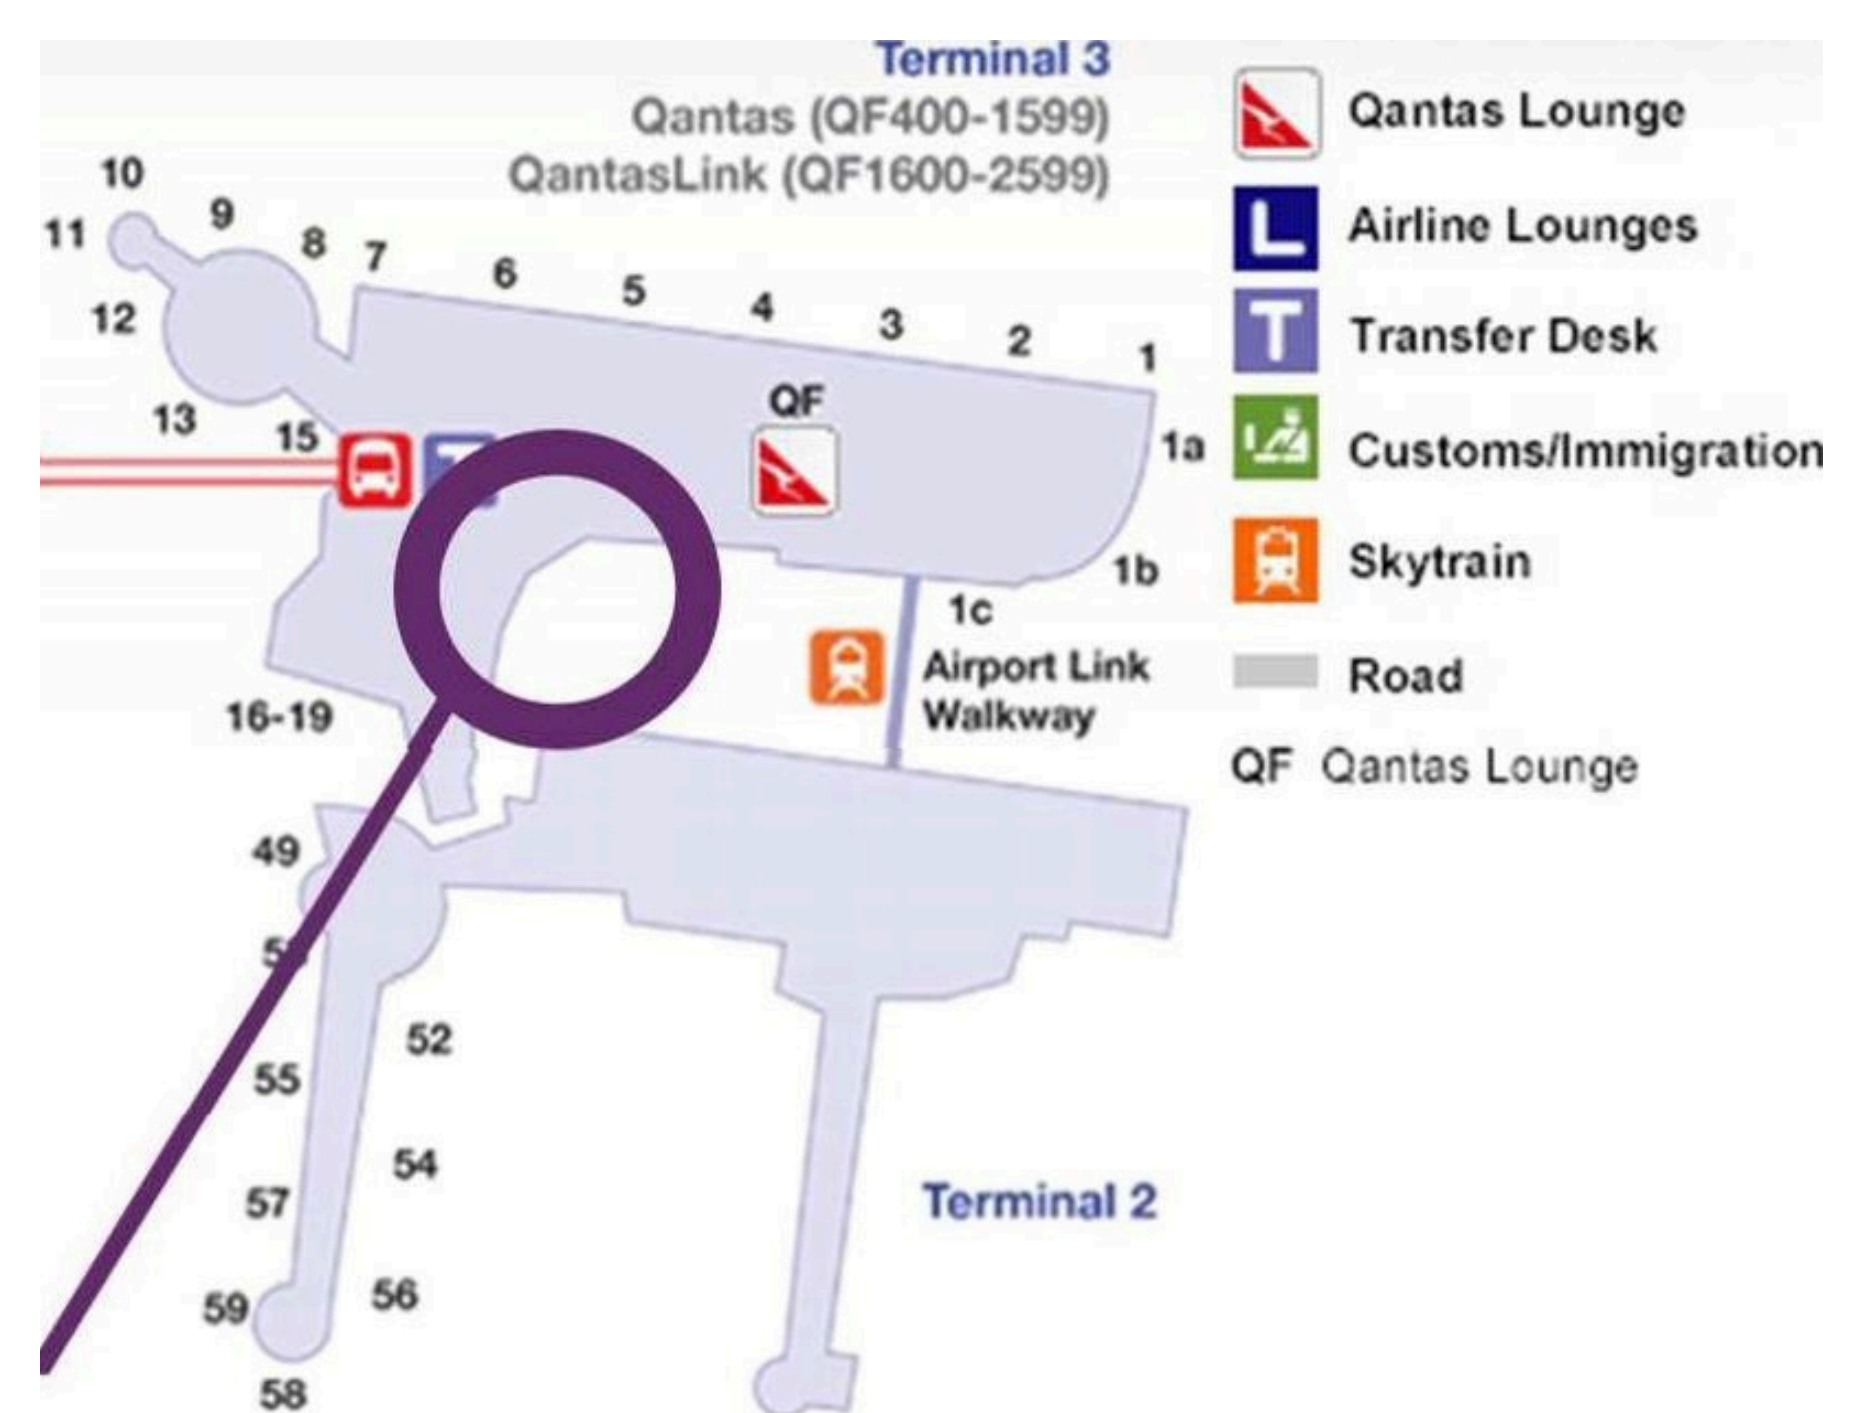 Terminal 3
Qantas (QF400-1599)
QantasLink (QF1600-2599)
10
11
9
8
7
6
5
4
3
2
1
12
13
15
QF
1a
1b
1c
Airport Link
Walkway
16-19
49
52
55
54
57
Terminal 2
59
56
58
Qantas Lounge
L
Airline Lounges
T
Transfer Desk
Customs/Immigration
Skytrain
Road
QF Qantas Lounge